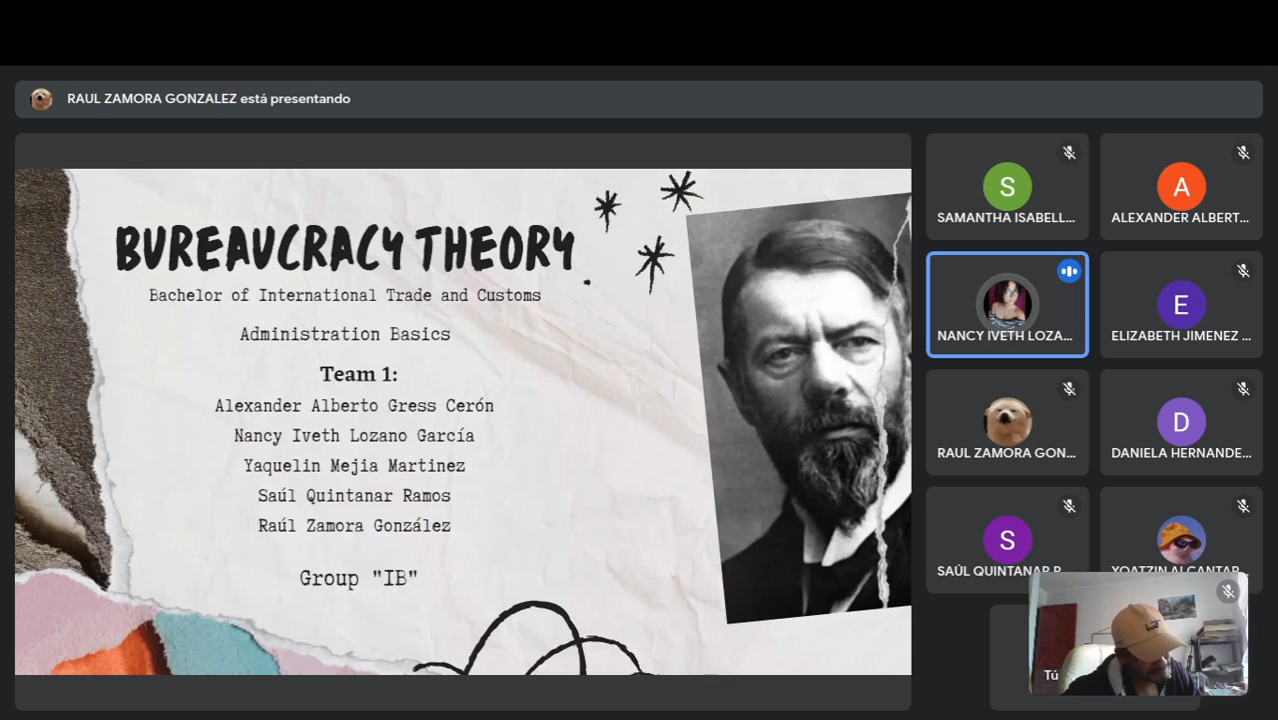 RAUL ZAMORA GONZALEZ está presentando
BUREAUCRACY THEORY
Bachelor of International Trade and Customs
Administration Basics
Team 1:
Alexander Alberto Gress Cerón
Nancy Iveth Lozano García
Yaquelin Mejia Martinez
Saúl Quintanar Ramos
Raúl Zamora González
Group "IB"
S
SAMANTHA ISABELL...
A
ALEXANDER ALBERT...
NANCY IVETH LOZA...
E
ELIZABETH JIMENEZ ...
RAUL ZAMORA GON...
D
DANIELA HERNANDE...
S
SAÚL QUINTANAR R...
YOATZIN ALCANTAR...
Tú